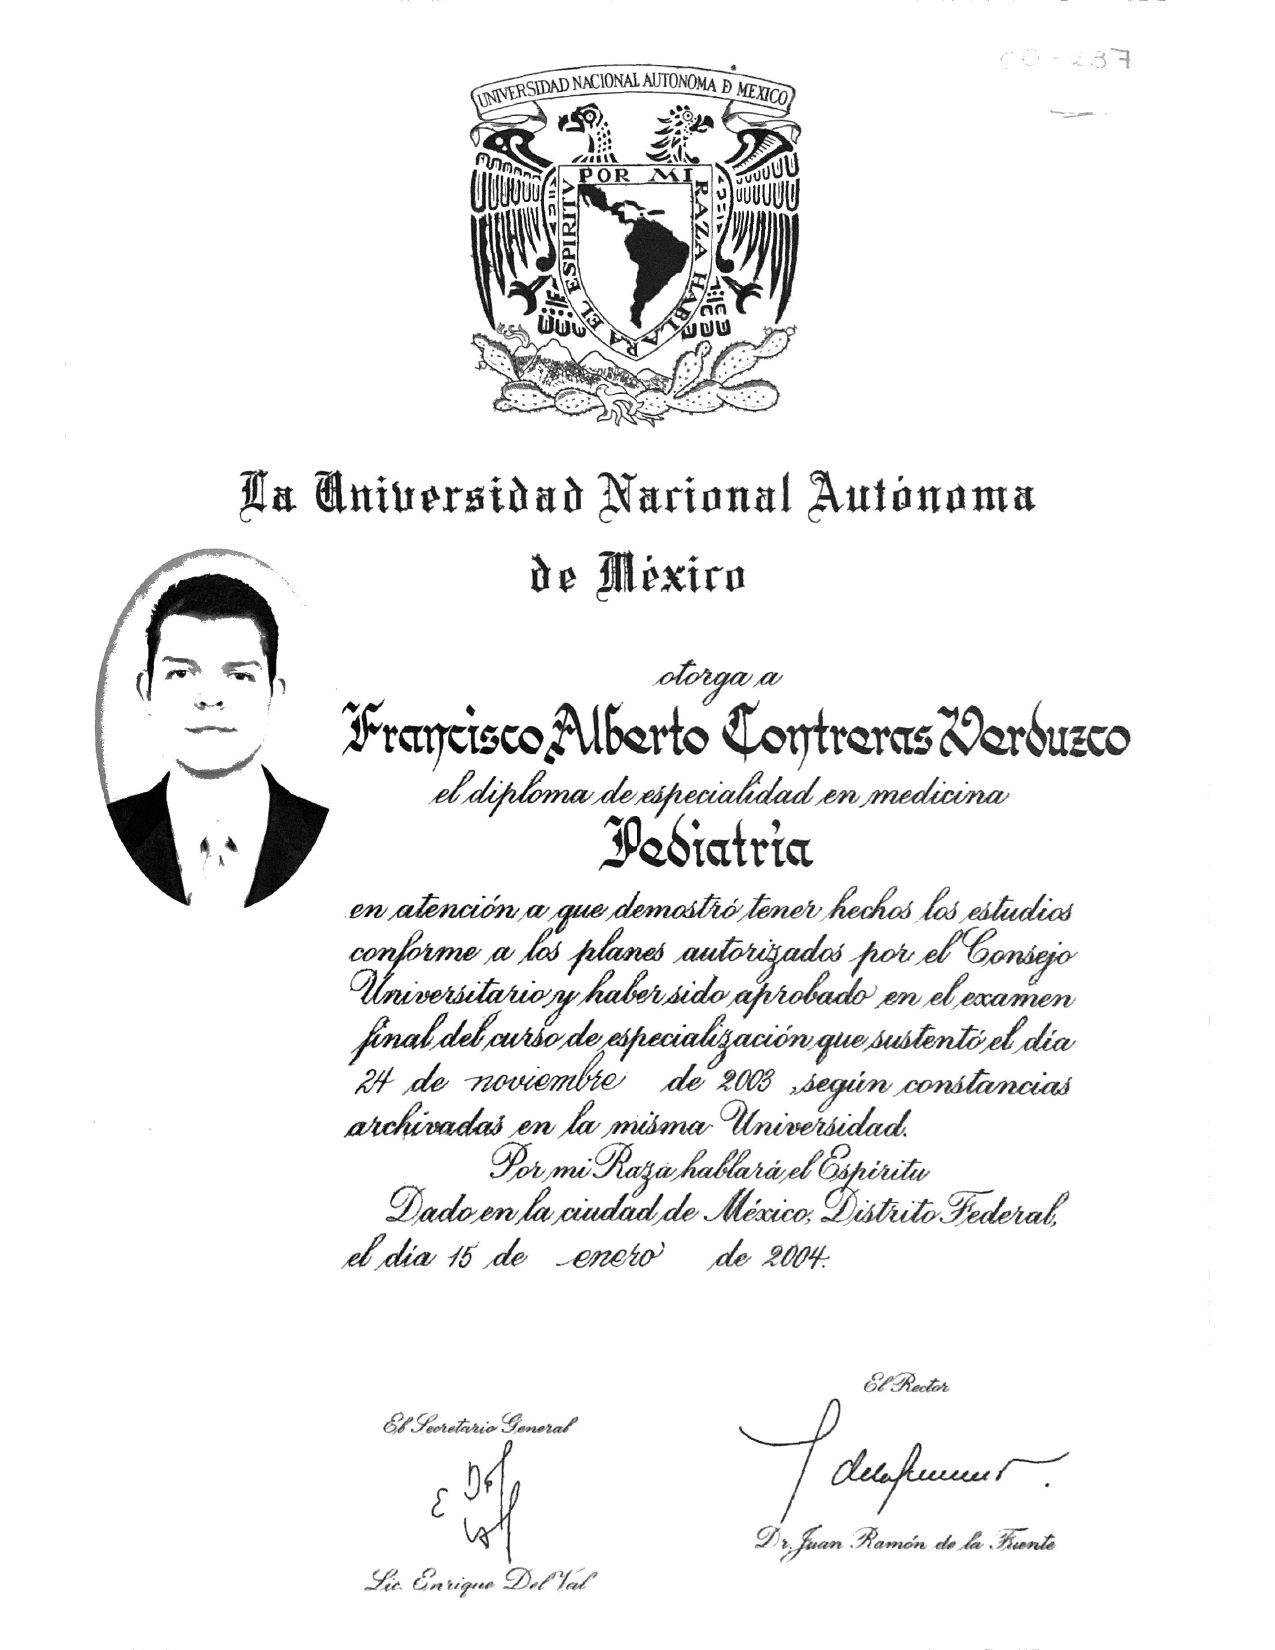 UNIVERSIDAD NACIONAL AUTONOMA D MEXICO
POR MI RAZA HABLARA EL ESPIRITU
La Universidad Nacional Autónoma
de México
otorga a
Francisco Alberto Contreras Verduzco
el diploma de especialidad en medicina
Pediatría
en atención a que demostró tener hechos los estudios
conforme a los planes autorizados por el Consejo
Universitario y haber sido aprobado en el examen
final del curso de especialización que sustentó el día
24 de noviembre de 2003, según constancias
archivadas en la misma Universidad.
Por mi Raza hablará el Espíritu
Dado en la ciudad de México, Distrito Federal,
el día 15 de enero de 2004.
El Rector
El Secretario General
Dr. Juan Ramón de la Fuente
Lic. Enrique Del Val